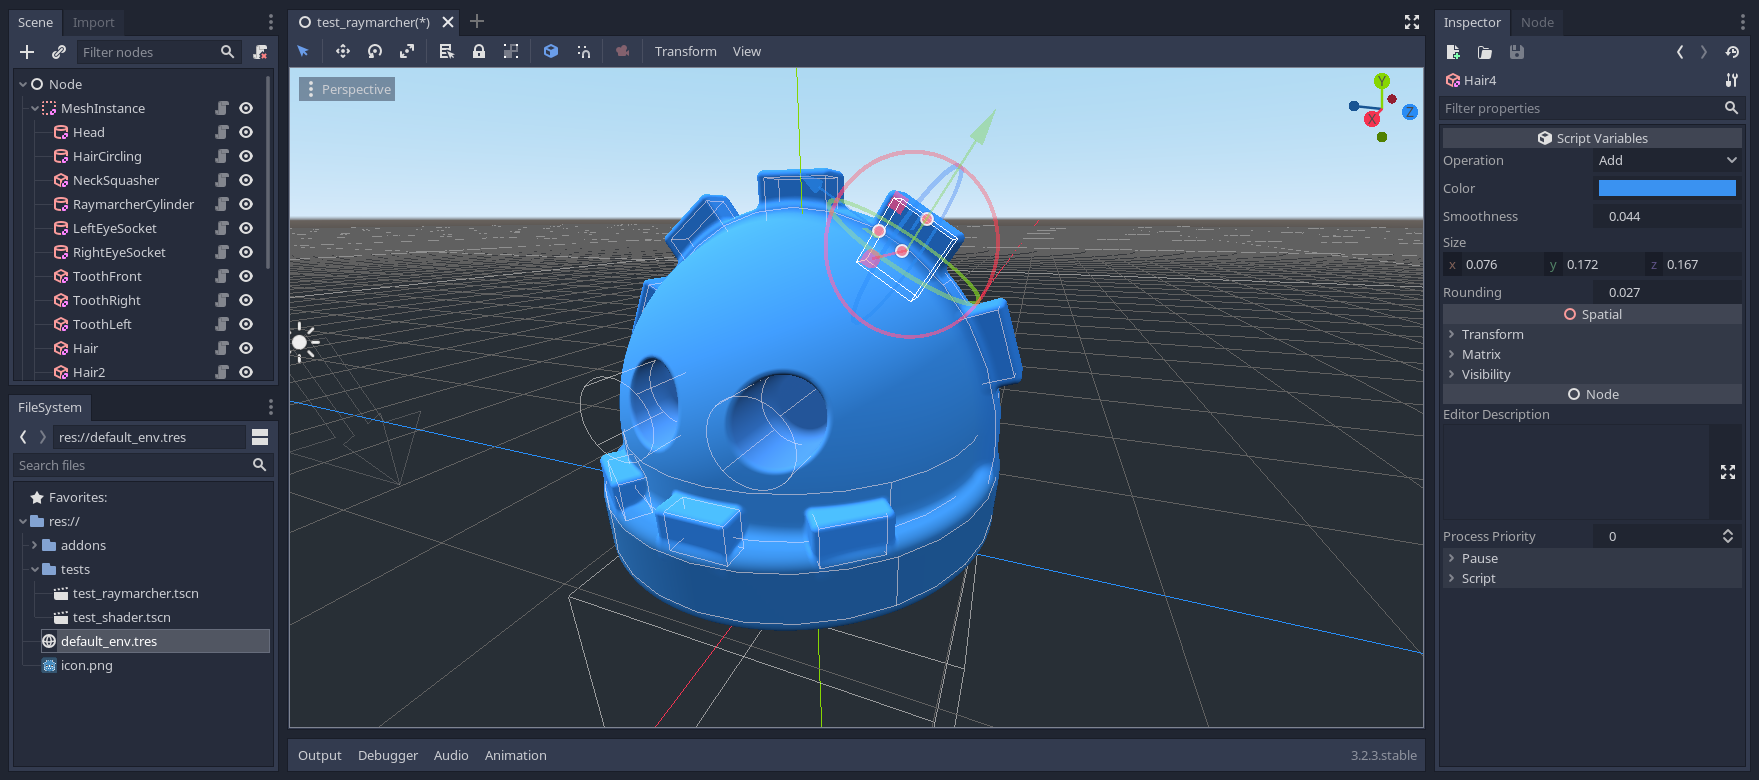 Scene Import
Filter nodes
Node
MeshInstance
Head
HairCircling
NeckSquasher
RaymarcherCylinder
LeftEyeSocket
RightEyeSocket
ToothFront
ToothRight
ToothLeft
Hair
Hair2
FileSystem
res://default_env.tres
Search files
Favorites:
res://
addons
tests
test_raymarcher.tscn
test_shader.tscn
default_env.tres
icon.png
test_raymarcher(*)
Transform View
Perspective
Y
X
Z
Output Debugger Audio Animation 3.2.3.stable
Inspector Node
Hair4
Filter properties
Script Variables
Operation Add
Color
Smoothness 0.044
Size
x 0.076 y 0.172 z 0.167
Rounding 0.027
Spatial
Transform
Matrix
Visibility
Node
Editor Description
Process Priority 0
Pause
Script